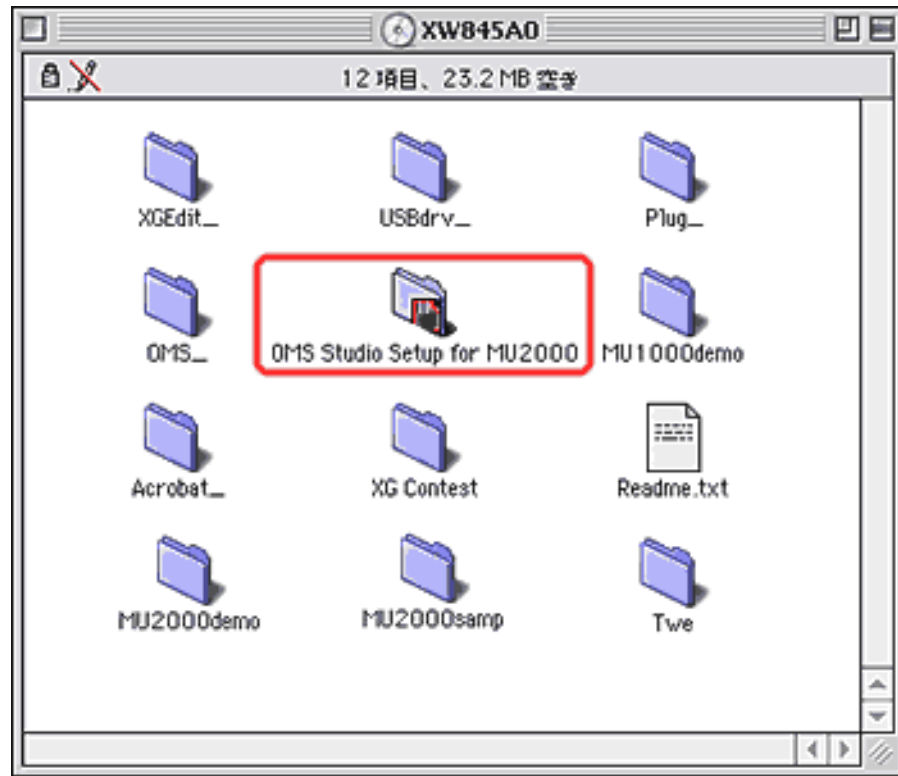 XW845A0
12 項目、23.2 MB 空き
XGEdit_
USBdrv_
Plug_
OMS_
OMS Studio Setup for MU2000
MU1000demo
Acrobat_
XG Contest
Readme.txt
MU2000demo
MU2000samp
Twe